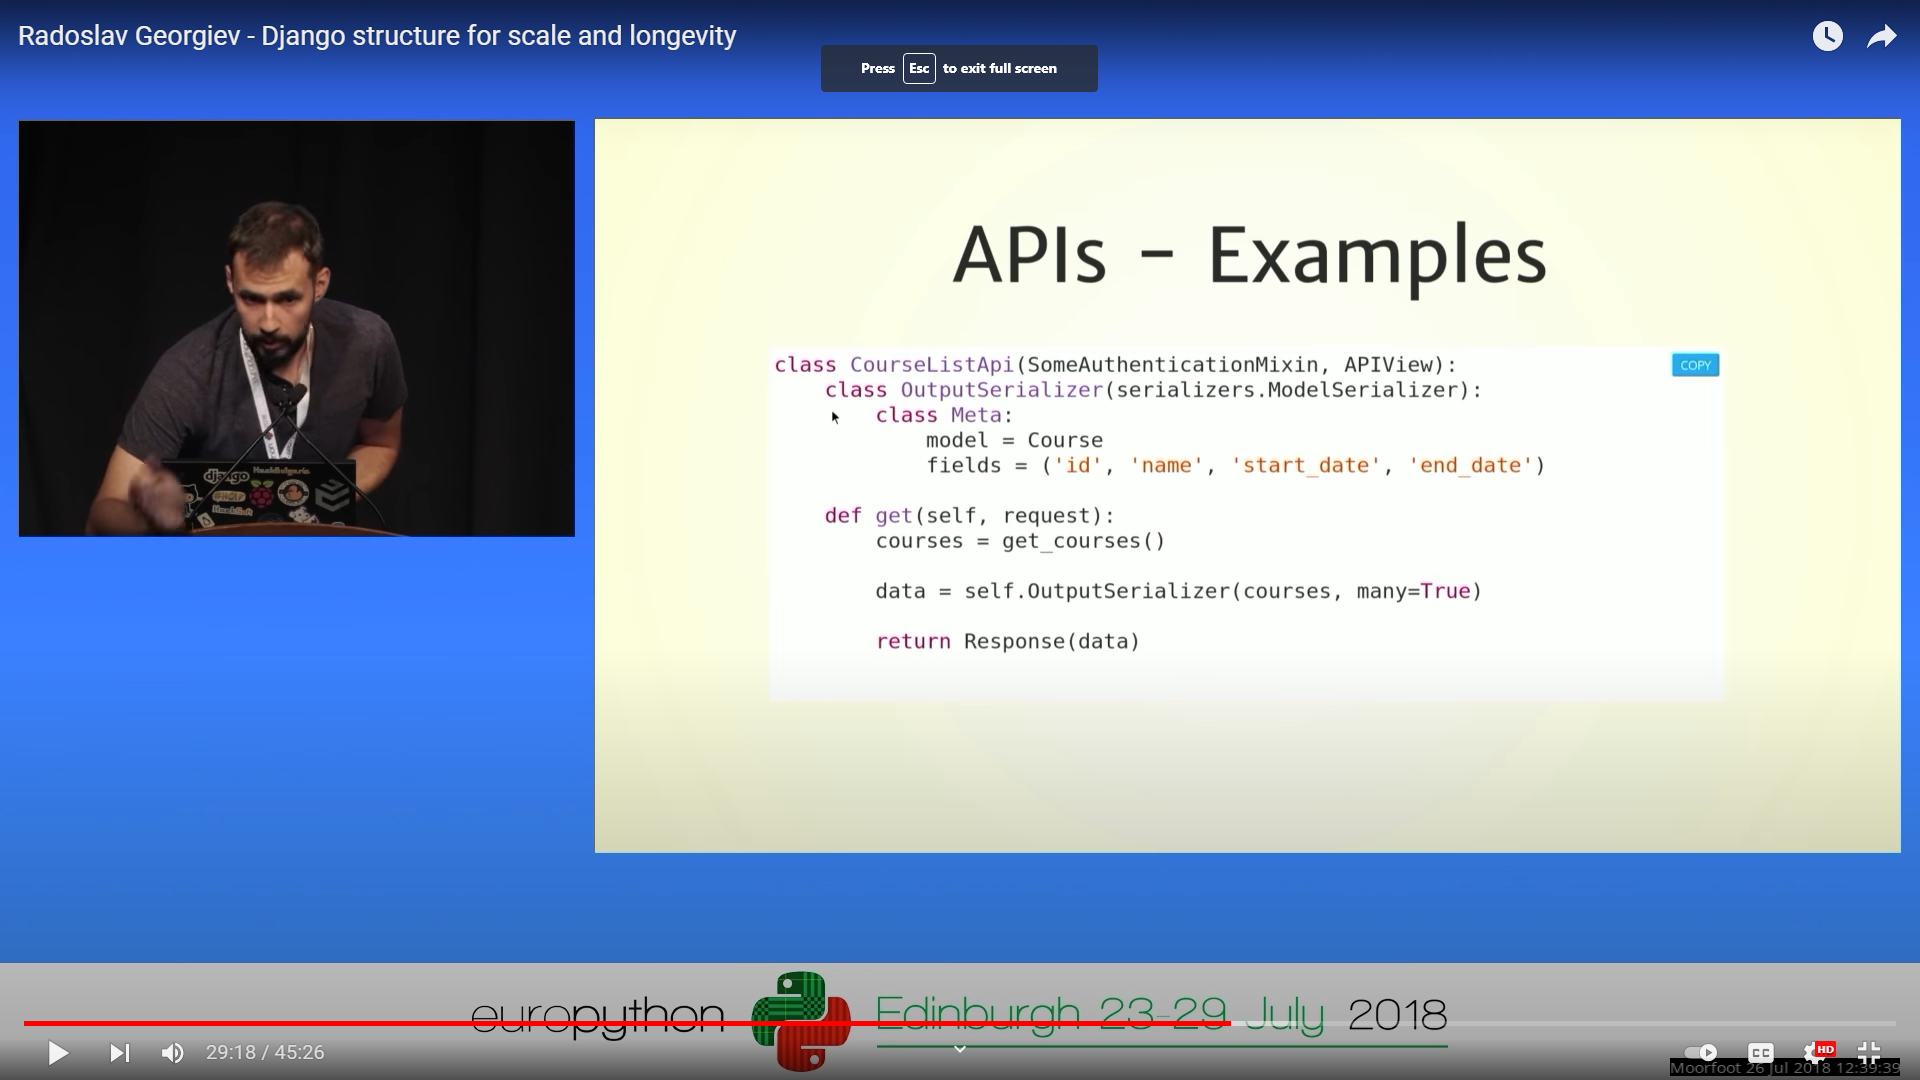 Radoslav Georgiev - Django structure for scale and longevity
Press Esc to exit full screen
APIs - Examples
class CourseListApi(SomeAuthenticationMixin, APIView):
COPY
    class OutputSerializer(serializers.ModelSerializer):
        class Meta:
            model = Course
            fields = ('id', 'name', 'start_date', 'end_date')
    def get(self, request):
        courses = get_courses()
        data = self.OutputSerializer(courses, many=True)
        return Response(data)
django
HackBulgaria
europython Edinburgh 23-29 July 2018
29:18 / 45:26
CC
HD
Moorfoot 26 Jul 2018 12:39:39